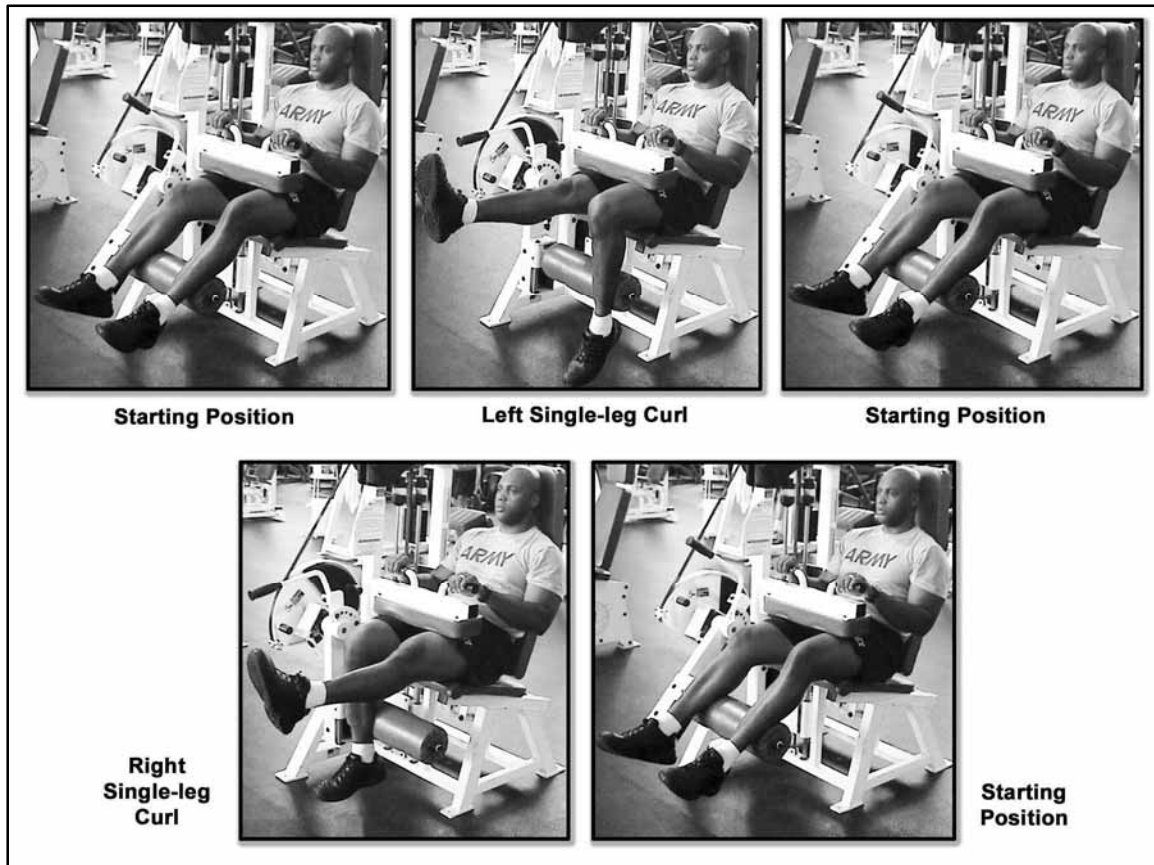 ARMY
ARMY
ARMY
Starting Position
Left Single-leg Curl
Starting Position
ARMY
ARMY
Right
Single-leg
Curl
Starting
Position